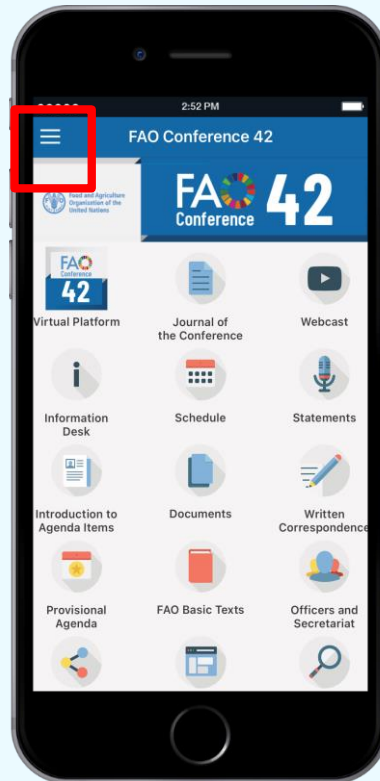 2:52 PM
FAO Conference 42
Food and Agriculture
Organization of the
United Nations
FAO
Conference
42
FAO
Conference
42
Virtual Platform
Journal of
the Conference
Webcast
Information
Desk
Schedule
Statements
Introduction to
Agenda Items
Documents
Written
Correspondence
Provisional
Agenda
FAO Basic Texts
Officers and
Secretariat